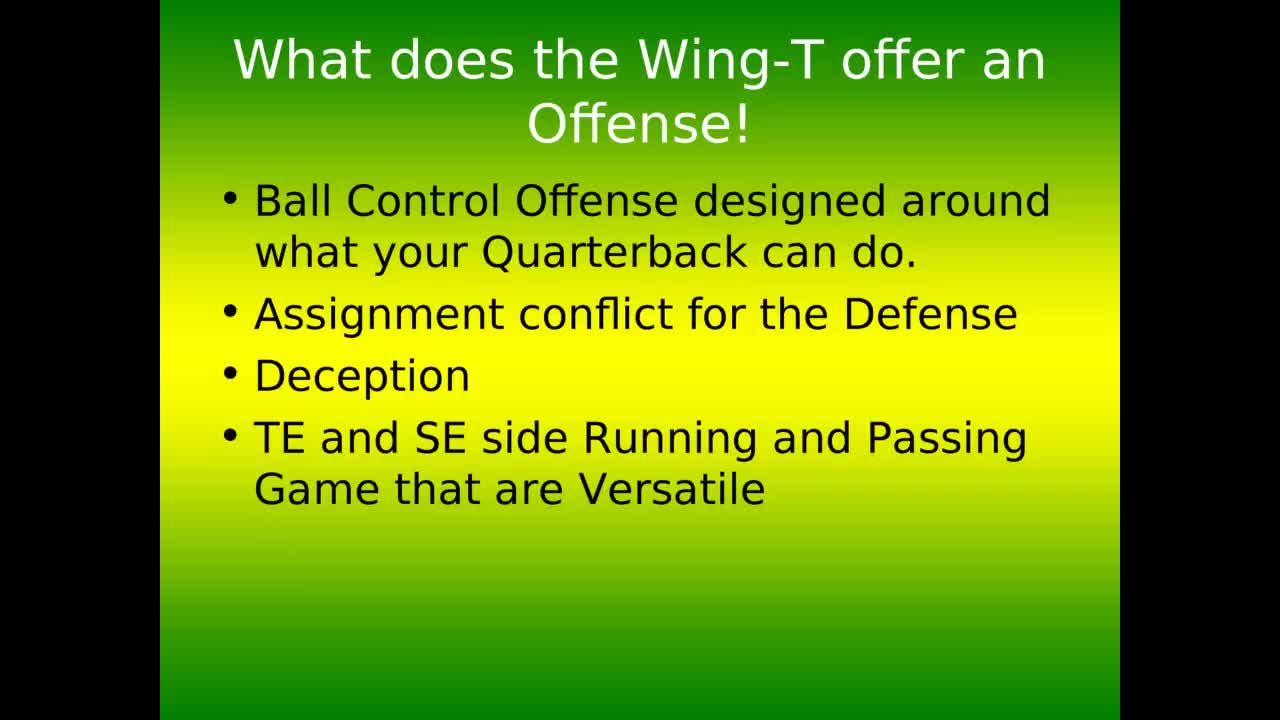 What does the Wing-T offer an
Offense!
• Ball Control Offense designed around
what your Quarterback can do.
• Assignment conflict for the Defense
• Deception
• TE and SE side Running and Passing
Game that are Versatile